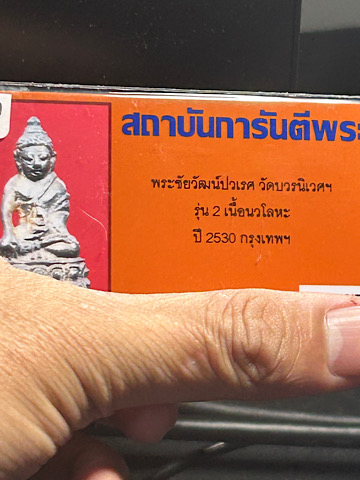 สถาบันการันตีพระ
พระชัยวัฒน์ปวเรศ วัดบวรนิเวศฯ
รุ่น 2 เนื้อนวโลหะ
ปี 2530 กรุงเทพฯ